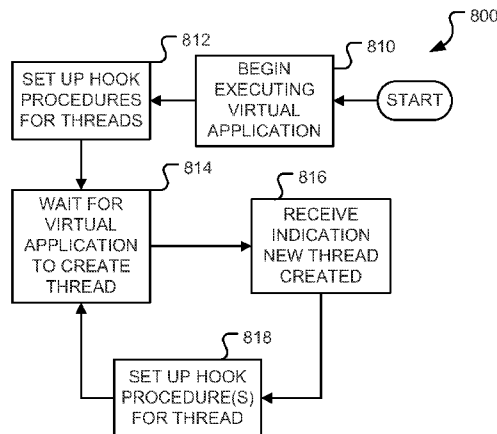 800
START
810
BEGIN
EXECUTING
VIRTUAL
APPLICATION
812
SET UP HOOK
PROCEDURES
FOR THREADS
814
WAIT FOR
VIRTUAL
APPLICATION
TO CREATE
THREAD
816
RECEIVE
INDICATION
NEW THREAD
CREATED
818
SET UP HOOK
PROCEDURE(S)
FOR THREAD